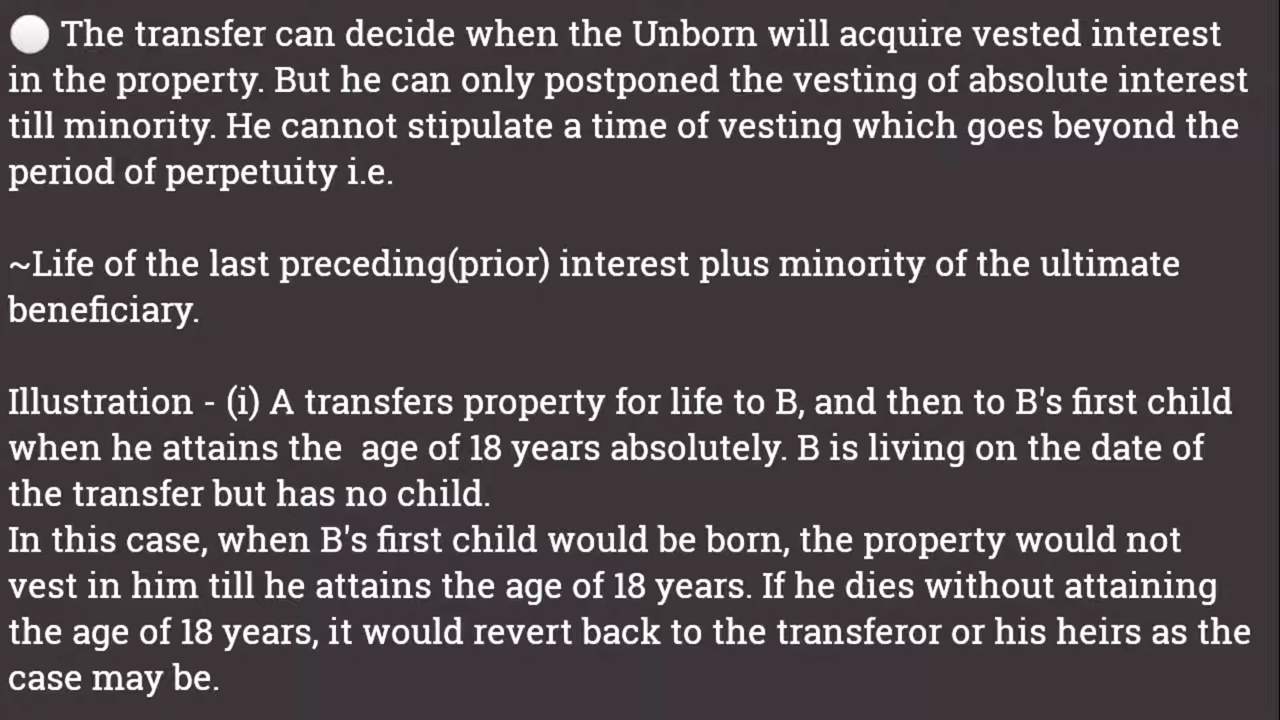 The transfer can decide when the Unborn will acquire vested interest
in the property. But he can only postponed the vesting of absolute interest
till minority. He cannot stipulate a time of vesting which goes beyond the
period of perpetuity i.e.
~Life of the last preceding(prior) interest plus minority of the ultimate
beneficiary.
Illustration - (i) A transfers property for life to B, and then to B's first child
when he attains the  age of 18 years absolutely. B is living on the date of
the transfer but has no child.
In this case, when B's first child would be born, the property would not
vest in him till he attains the age of 18 years. If he dies without attaining
the age of 18 years, it would revert back to the transferor or his heirs as the
case may be.